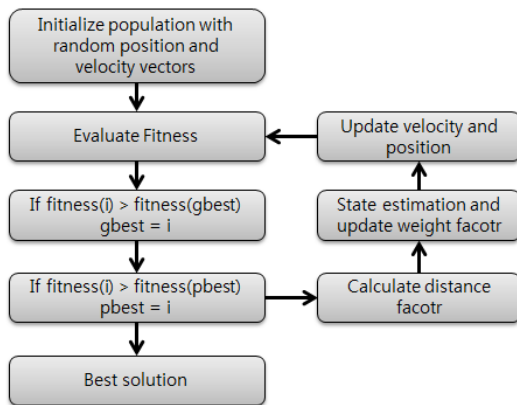 Initialize population with
random position and
velocity vectors
Evaluate Fitness
Update velocity and
position
If fitness(i) > fitness(gbest)
gbest = i
State estimation and
update weight facotr
If fitness(i) > fitness(pbest)
pbest = i
Calculate distance
facotr
Best solution